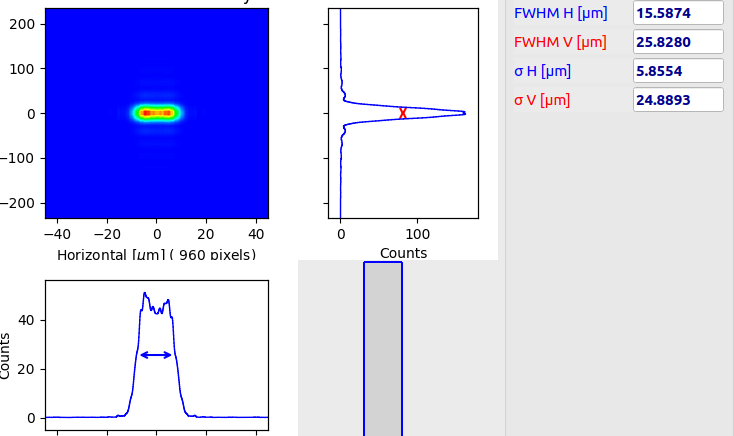 FWHM H [µm] 15.5874
FWHM V [µm] 25.8280
σ H [µm] 5.8554
σ V [µm] 24.8893
200
100
0
−100
−200
−40 −20 0 20 40
Horizontal [µm] ( 960 pixels)
0 100
Counts
40
20
0
Counts